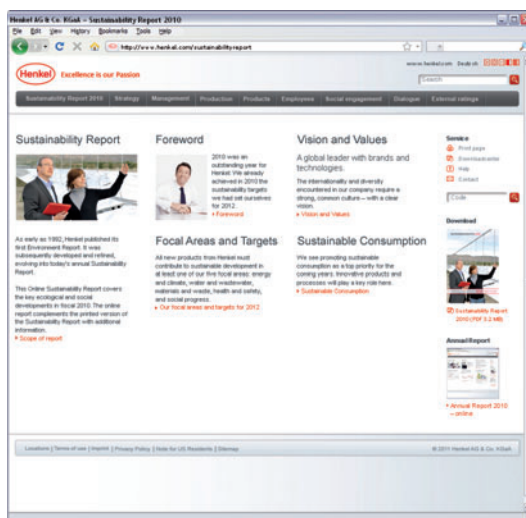 Henkel AG & Co. KGaA – Sustainability Report 2010
File Edit View History Bookmarks Tools Help
http://www.henkel.com/sustainabilityreport
www.henkel.com Deutsch
Henkel Excellence is our Passion
Search
Sustainability Report 2010 Strategy Management Production Products Employees Social engagement Dialogue External ratings
Sustainability Report
As early as 1992, Henkel published its
first Environment Report. It was
subsequently developed and refined,
evolving into today's annual Sustainability
Report.
This Online Sustainability Report covers
the key ecological and social
developments in fiscal 2010. The online
report complements the printed version of
the Sustainability Report with additional
information.
Scope of report
Foreword
2010 was an
outstanding year for
Henkel: We already
achieved in 2010 the
sustainability targets
we had set ourselves
for 2012.
Foreword
Vision and Values
A global leader with brands and
technologies.
The internationality and diversity
encountered in our company require a
strong, common culture – with a clear
vision.
Vision and Values
Focal Areas and Targets
All new products from Henkel must
contribute to sustainable development in
at least one of our five focal areas: energy
and climate, water and wastewater,
materials and waste, health and safety,
and social progress.
Our focal areas and targets for 2012
Sustainable Consumption
We see promoting sustainable
consumption as a top priority for the
coming years. Innovative products and
processes will play a key role here.
Sustainable Consumption
Service
Print page
Downloadcenter
Help
Contact
Code
Download
Sustainability Report
2010 (PDF 5.2 MB)
Annual Report
Annual Report 2010
– online
Locations | Terms of use | Imprint | Privacy Policy | Note for US Residents | Sitemap
© 2011 Henkel AG & Co. KGaA